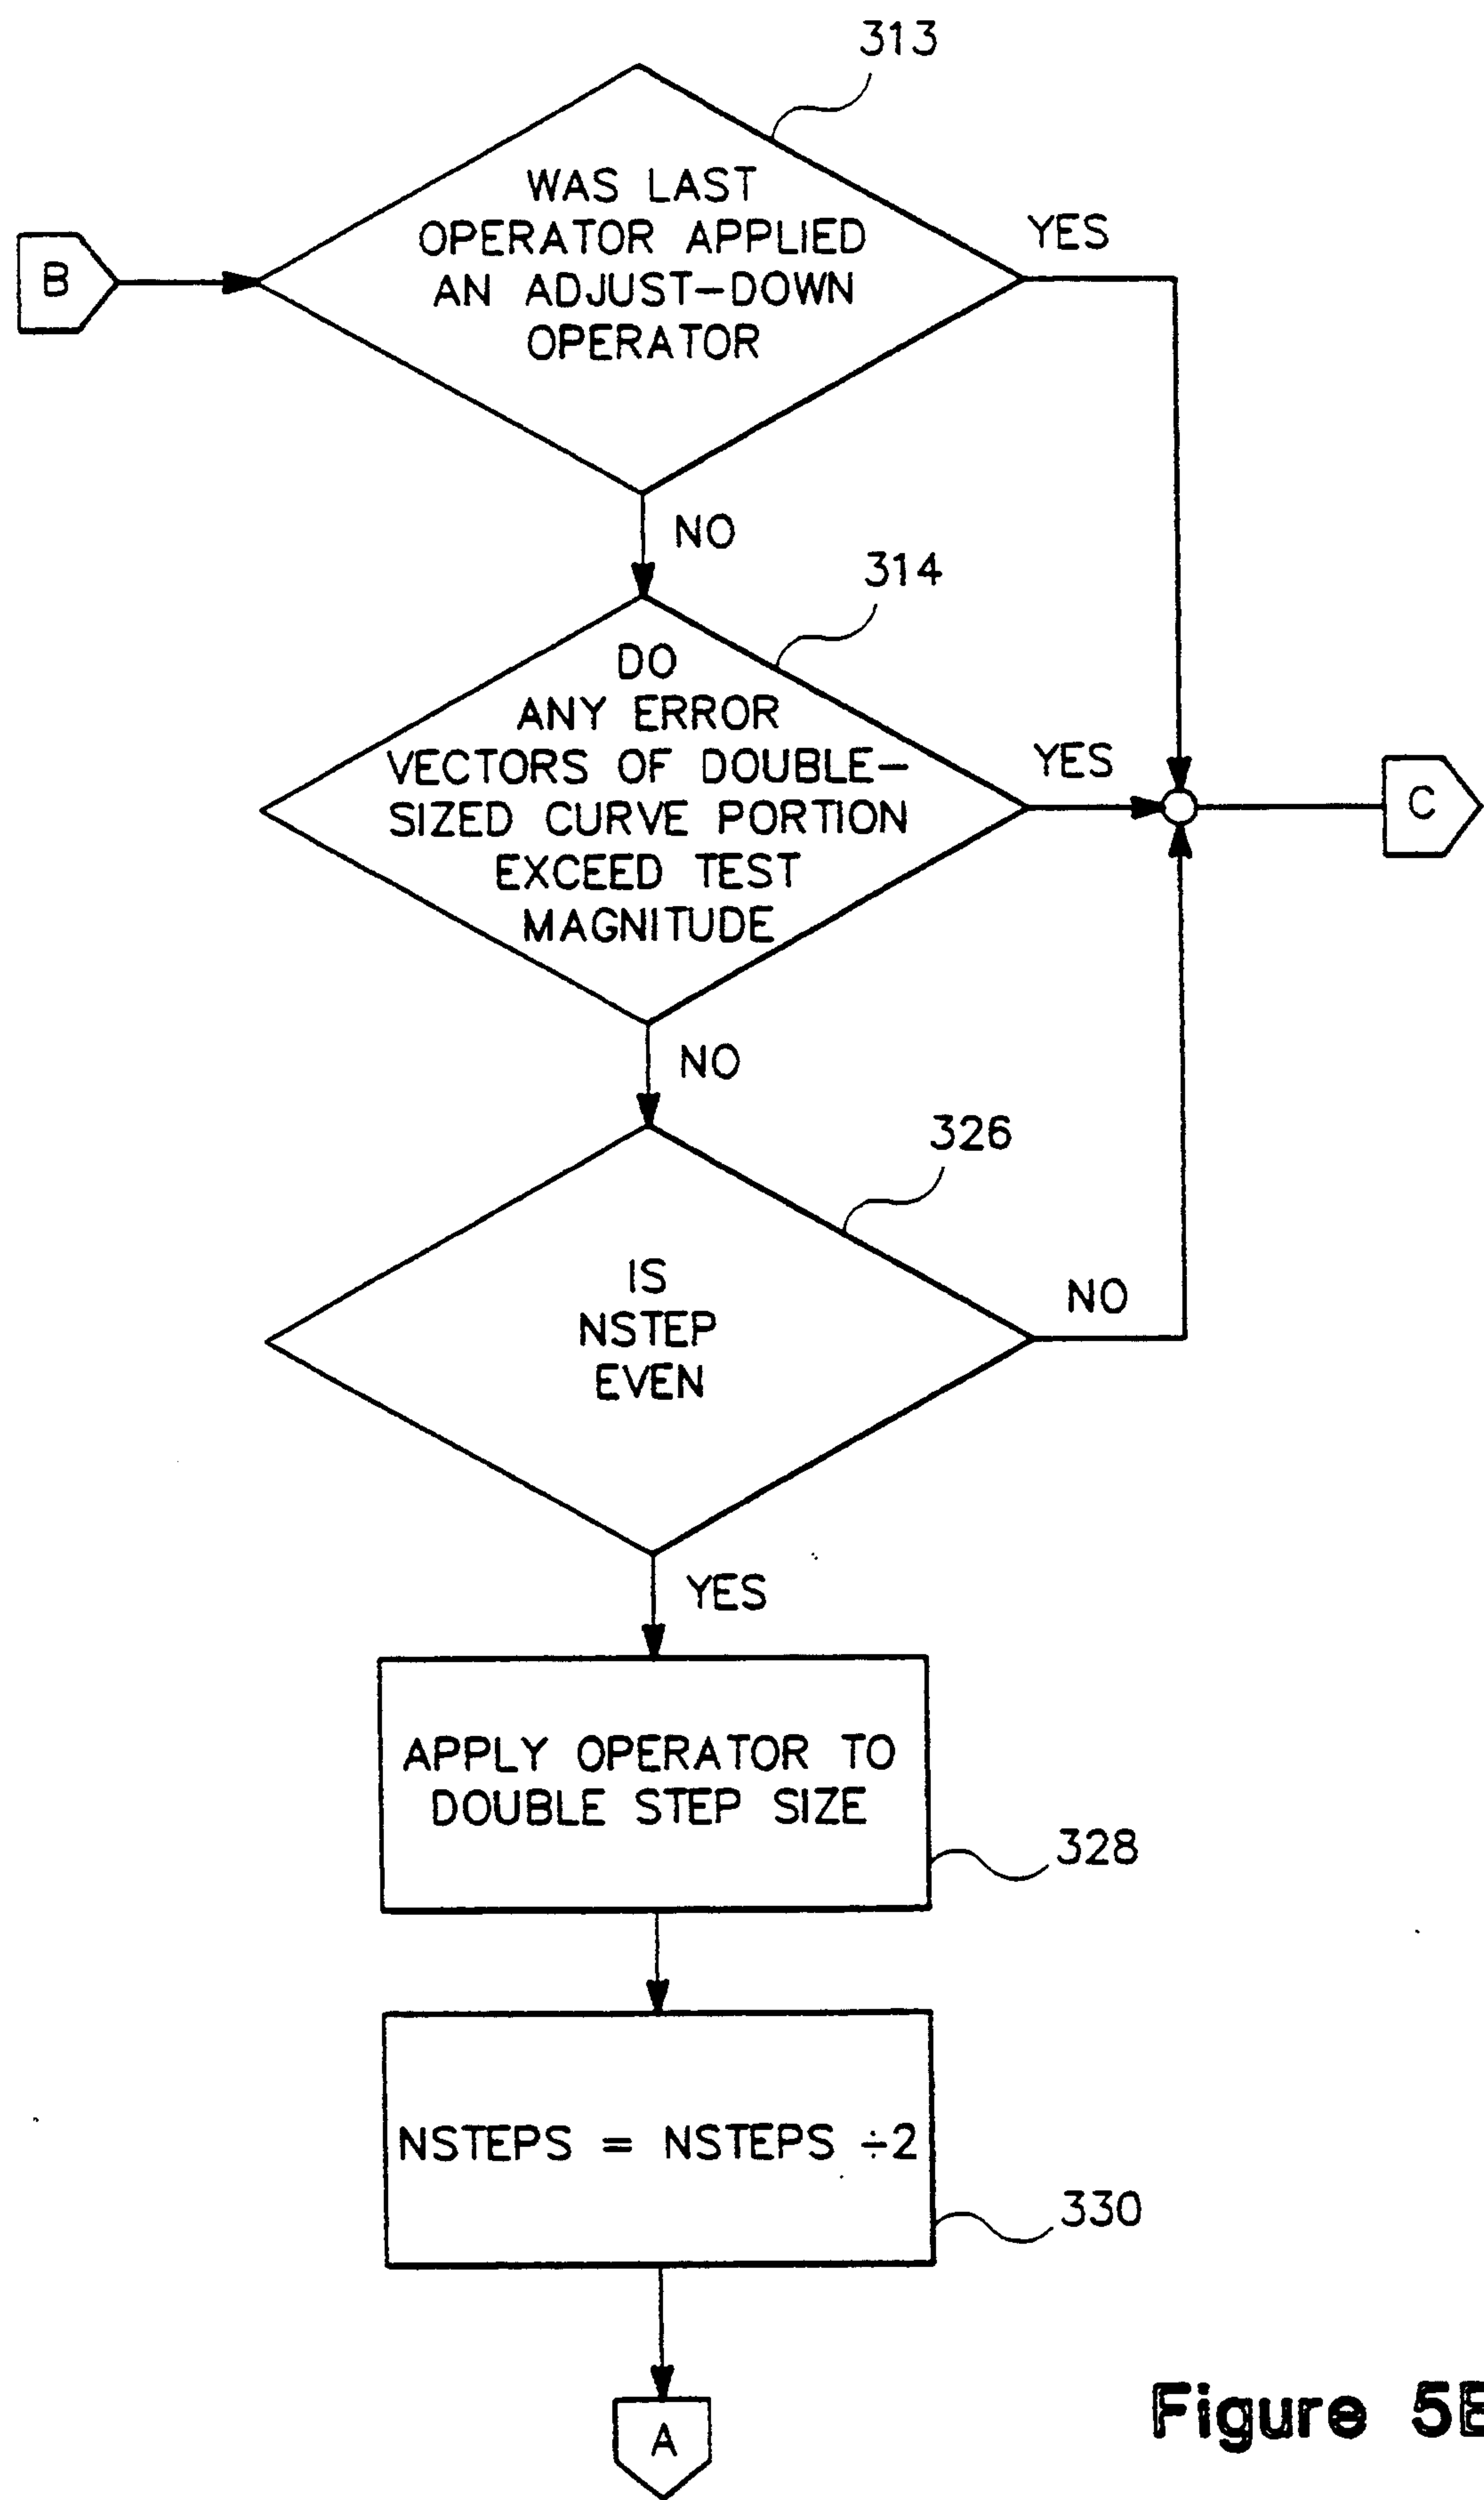 313
WAS LAST
OPERATOR APPLIED
AN ADJUST-DOWN
OPERATOR
YES
B
NO
314
DO
ANY ERROR
VECTORS OF DOUBLE-
SIZED CURVE PORTION
EXCEED TEST
MAGNITUDE
YES
C
NO
326
IS
NSTEP
EVEN
NO
YES
APPLY OPERATOR TO
DOUBLE STEP SIZE
328
NSTEPS = NSTEPS ÷2
330
A
Figure